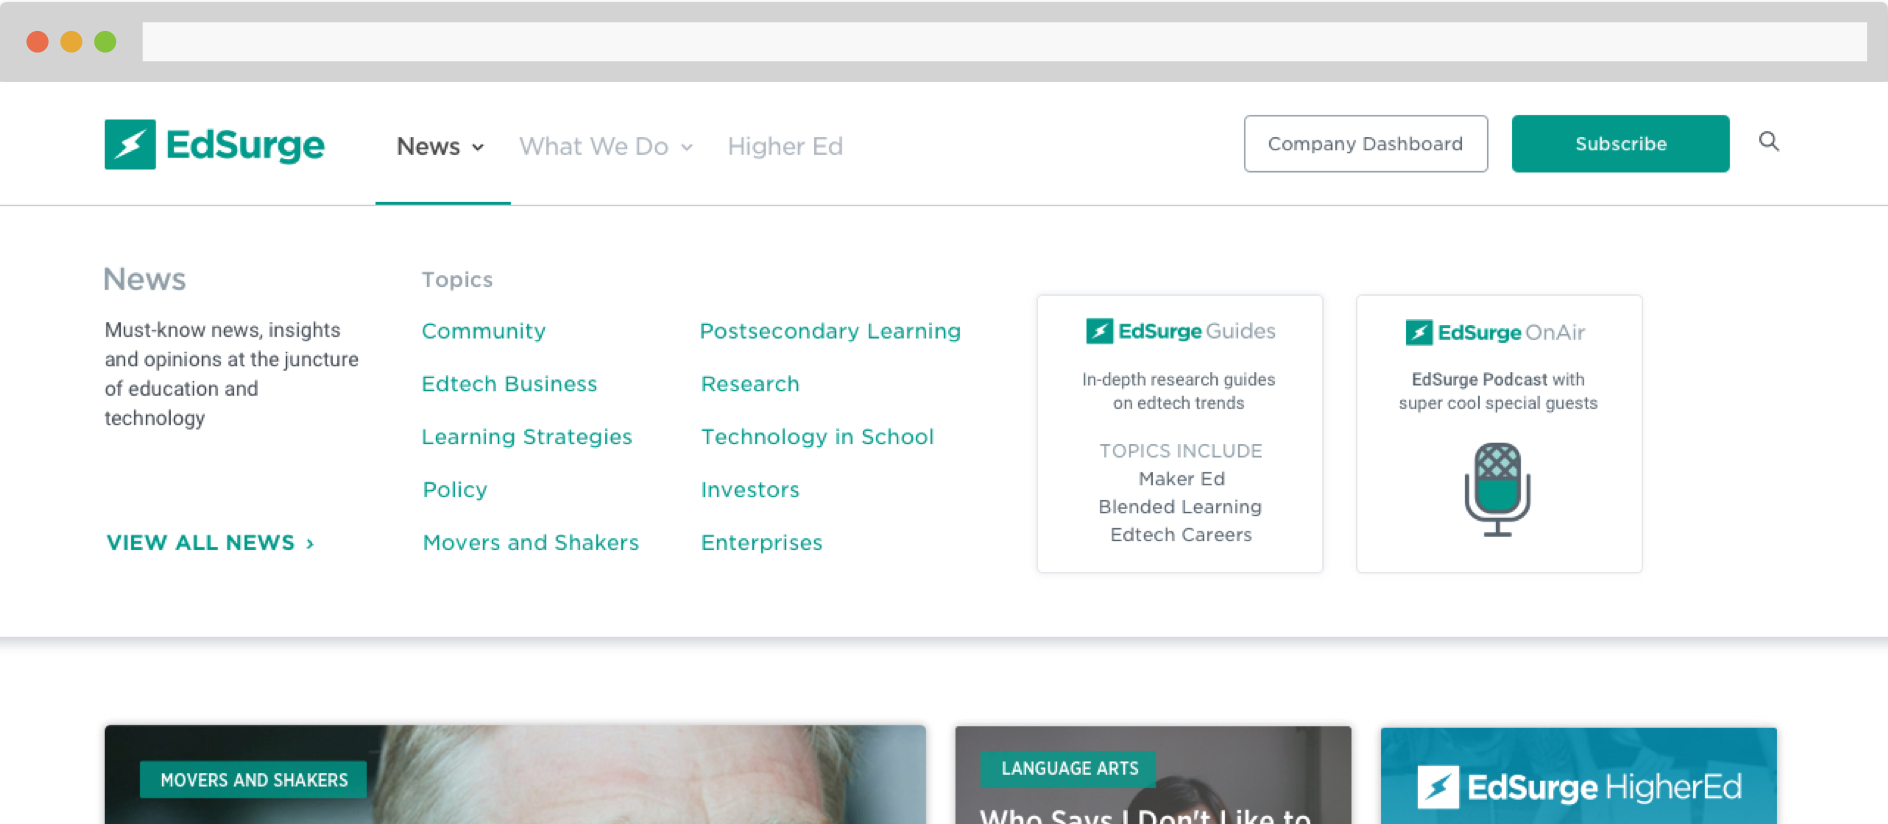 EdSurge
News
What We Do
Higher Ed
Company Dashboard
Subscribe
News
Must-know news, insights
and opinions at the juncture
of education and
technology
VIEW ALL NEWS ›
Topics
Community
Edtech Business
Learning Strategies
Policy
Movers and Shakers
Postsecondary Learning
Research
Technology in School
Investors
Enterprises
EdSurge Guides
In-depth research guides
on edtech trends
TOPICS INCLUDE
Maker Ed
Blended Learning
Edtech Careers
EdSurge OnAir
EdSurge Podcast with
super cool special guests
MOVERS AND SHAKERS
LANGUAGE ARTS
Who Says I Don't Like to
EdSurge HigherEd